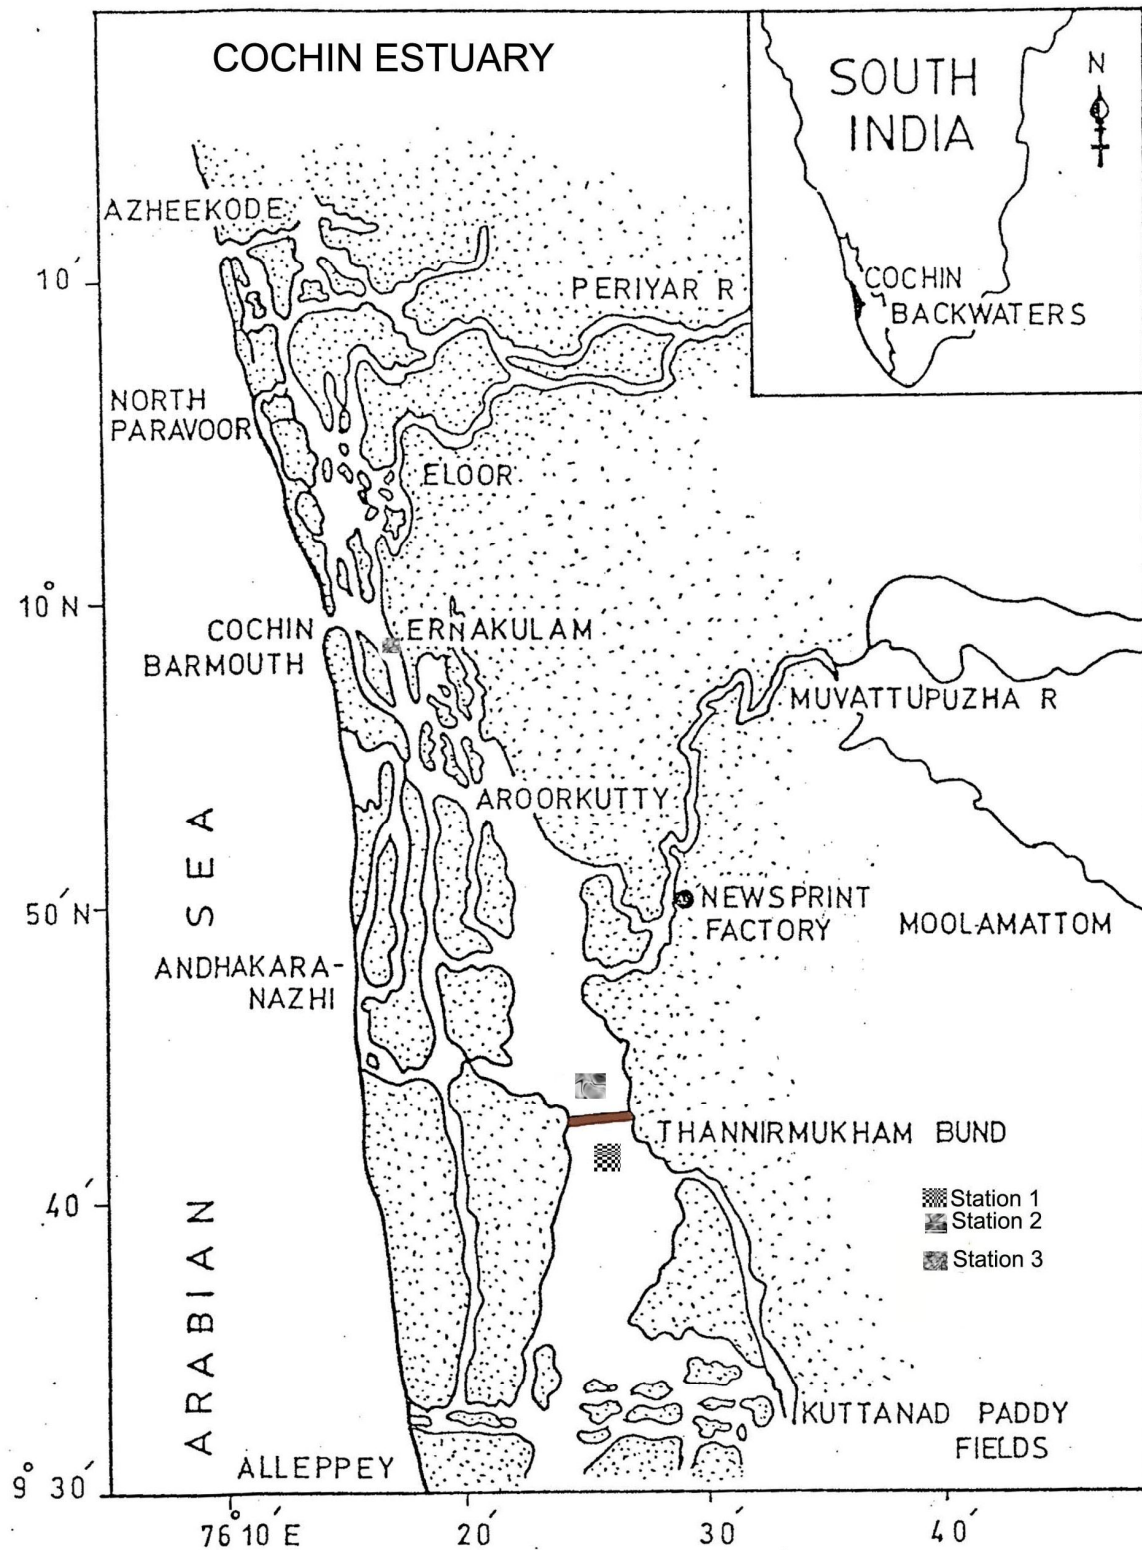 COCHIN ESTUARY
SOUTH
INDIA
N
COCHIN
BACKWATERS
AZHEEKODE
10′
PERIYAR R
NORTH
PARAVOOR
ELOOR
10° N
COCHIN
BARMOUTH
ERNAKULAM
MUVATTUPUZHA R
AROORKUTTY
50′ N
NEWSPRINT
FACTORY
MOOLAMATTOM
ANDHAKARA-
NAZHI
THANNIRMUKHAM BUND
40′
Station 1
Station 2
Station 3
ARABIAN SEA
KUTTANAD PADDY
FIELDS
ALLEPPEY
9° 30′
76° 10′ E
20′
30′
40′